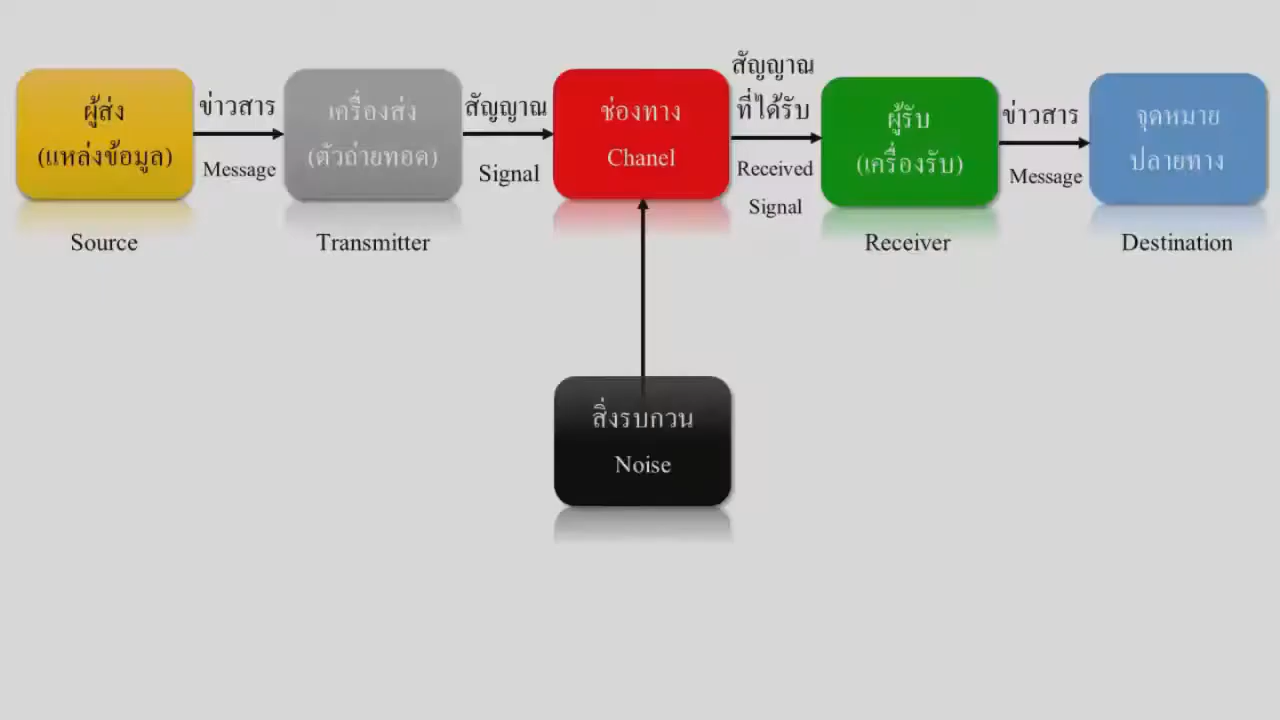 ผู้ส่ง
(แหล่งข้อมูล)
Source
ข่าวสาร
Message
เครื่องส่ง
(ตัวถ่ายทอด)
Transmitter
สัญญาณ
Signal
ช่องทาง
Chanel
สัญญาณ
ที่ได้รับ
Received
Signal
ผู้รับ
(เครื่องรับ)
Receiver
ข่าวสาร
Message
จุดหมาย
ปลายทาง
Destination
สิ่งรบกวน
Noise